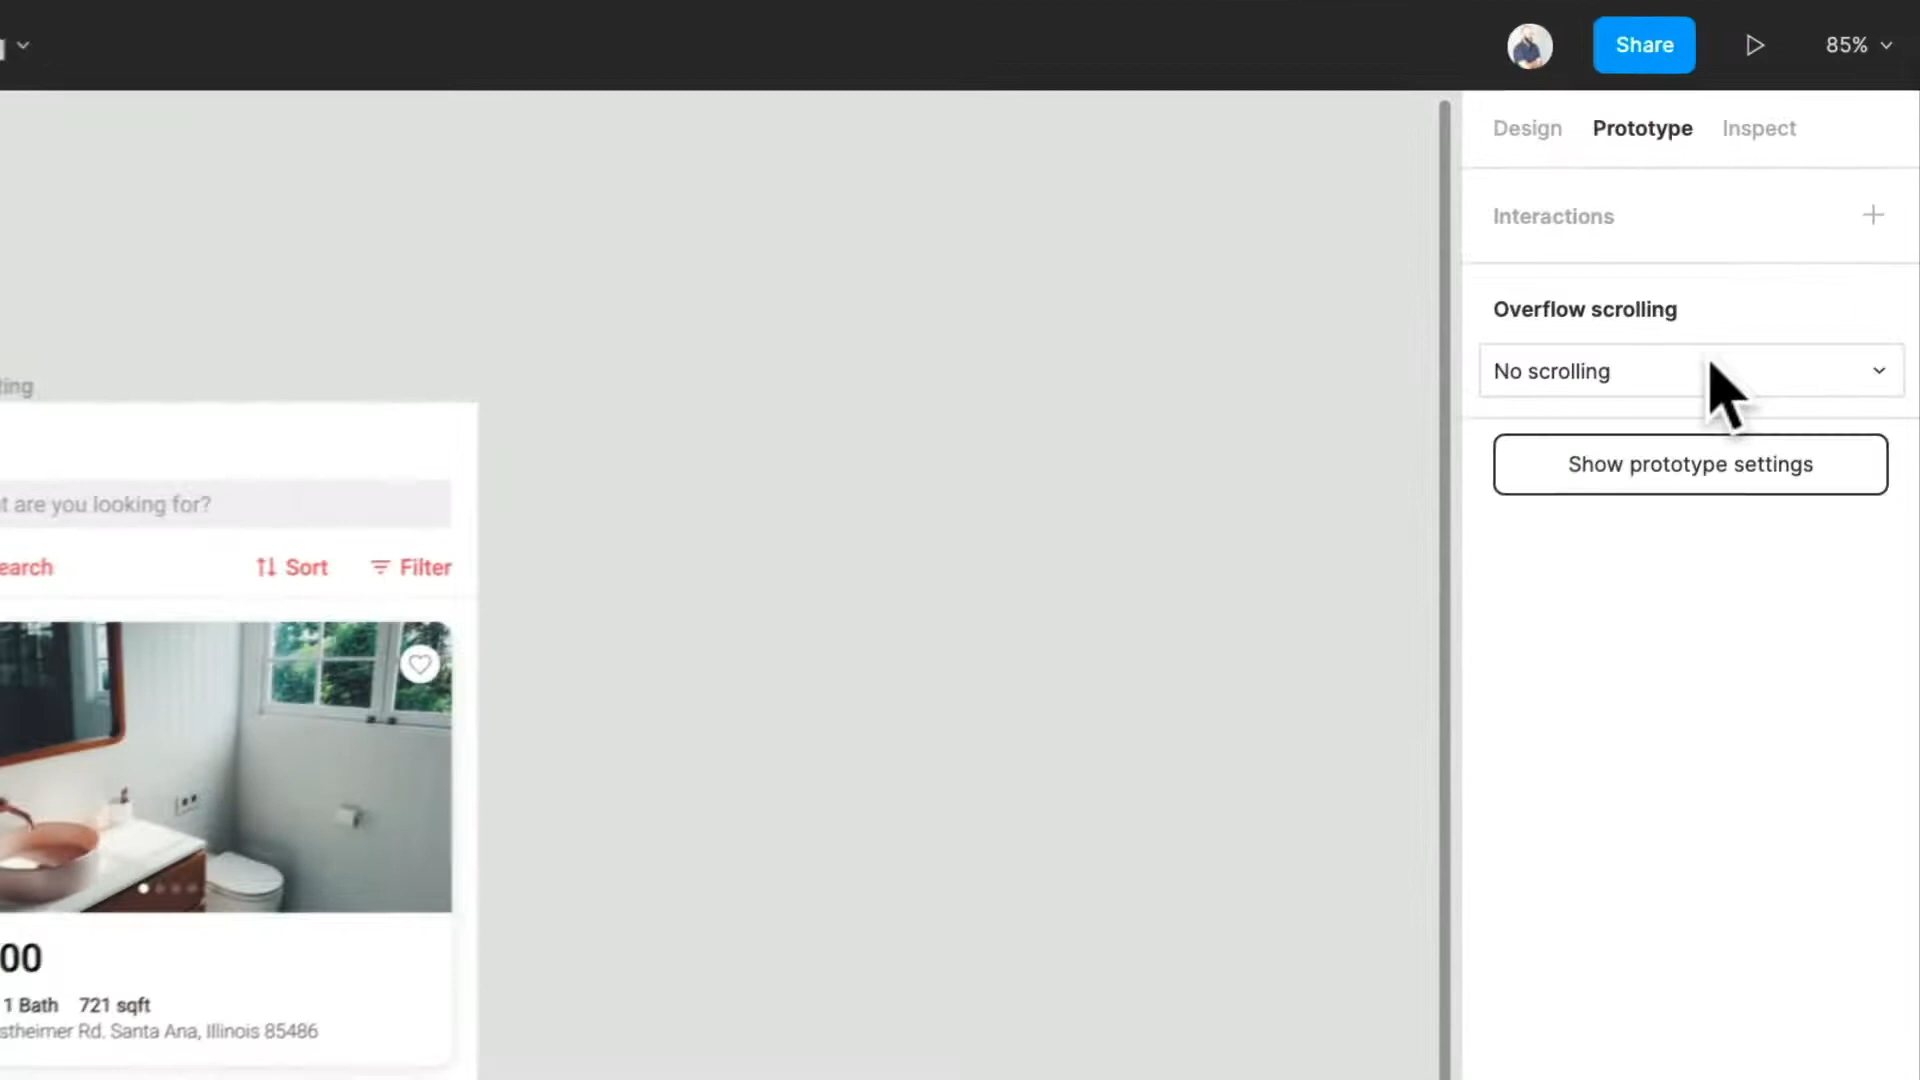 Share
85%
Design Prototype Inspect
Interactions
Overflow scrolling
No scrolling
Show prototype settings
t are you looking for?
earch Sort Filter
00
1 Bath 721 sqft
stheimer Rd. Santa Ana, Illinois 85486